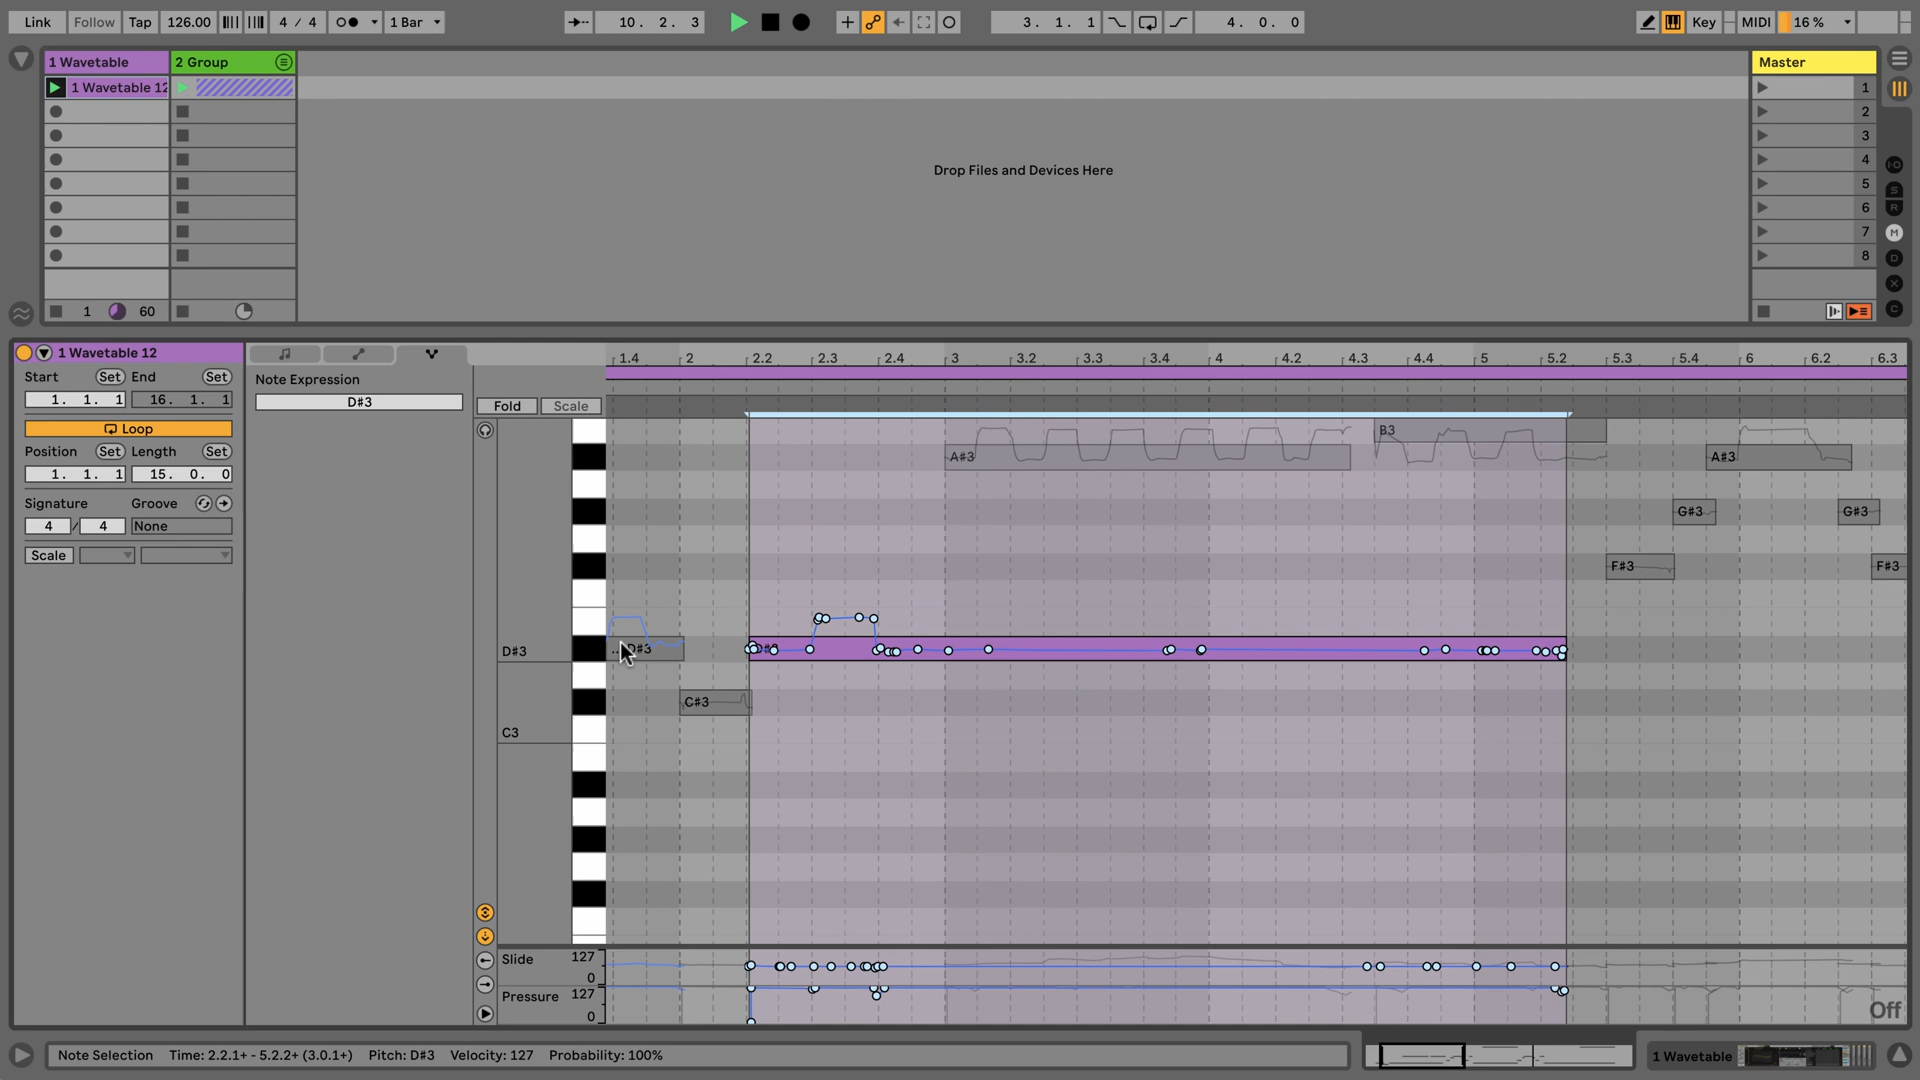 Link Follow Tap 126.00 4 / 4 1 Bar 10. 2. 3 3. 1. 1 4. 0. 0 Key MIDI 16 %
1 Wavetable 2 Group Master
1 Wavetable 12 1
2
3
Drop Files and Devices Here
4
5
6
7
8
1 60
I·O
S
R
M
D
X
C
1 Wavetable 12
Start Set End Set
1. 1. 1 16. 1. 1
Loop
Position Set Length Set
1. 1. 1 15. 0. 0
Signature Groove
4 / 4 None
Scale
Note Expression
D#3
Fold Scale
1.4 2 2.2 2.3 2.4 3 3.2 3.3 3.4 4 4.2 4.3 4.4 5 5.2 5.3 5.4 6 6.2 6.3
B3
A#3 A#3
G#3 G#3
F#3 F#3
D#3 ...D#3 D#3
C#3
C3
Slide 127
0
Pressure 127
0
Off
Note Selection Time: 2.2.1+ - 5.2.2+ (3.0.1+) Pitch: D#3 Velocity: 127 Probability: 100%
1 Wavetable